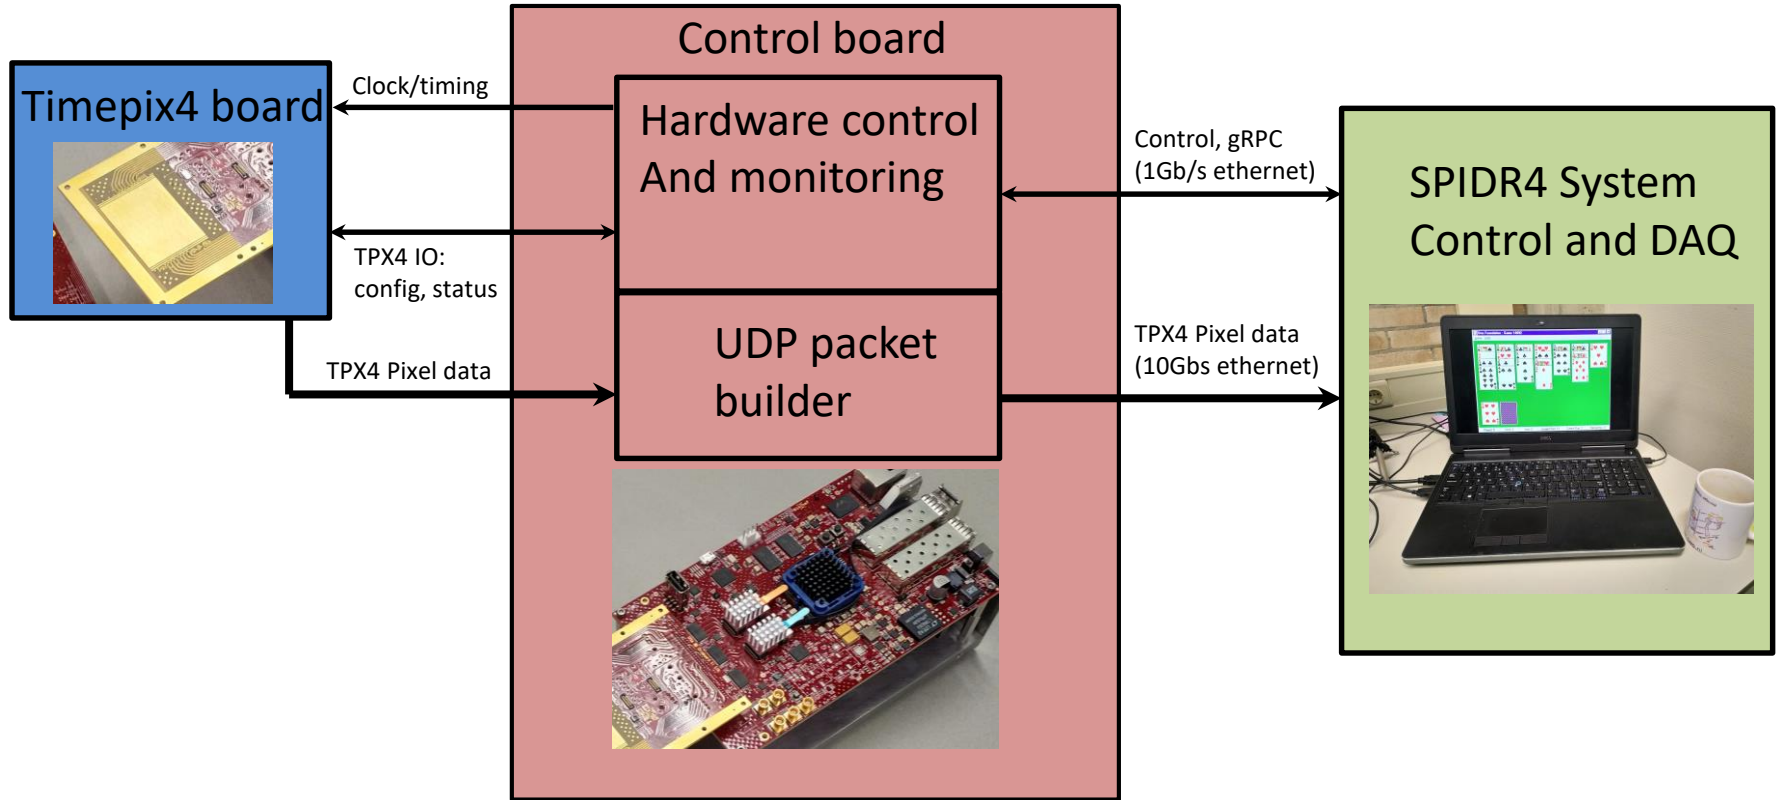 Control board
Timepix4 board
Clock/timing
Hardware control
And monitoring
TPX4 IO:
config, status
Control, gRPC
(1Gb/s ethernet)
SPIDR4 System
Control and DAQ
UDP packet
builder
TPX4 Pixel data
TPX4 Pixel data
(10Gbs ethernet)
DELL